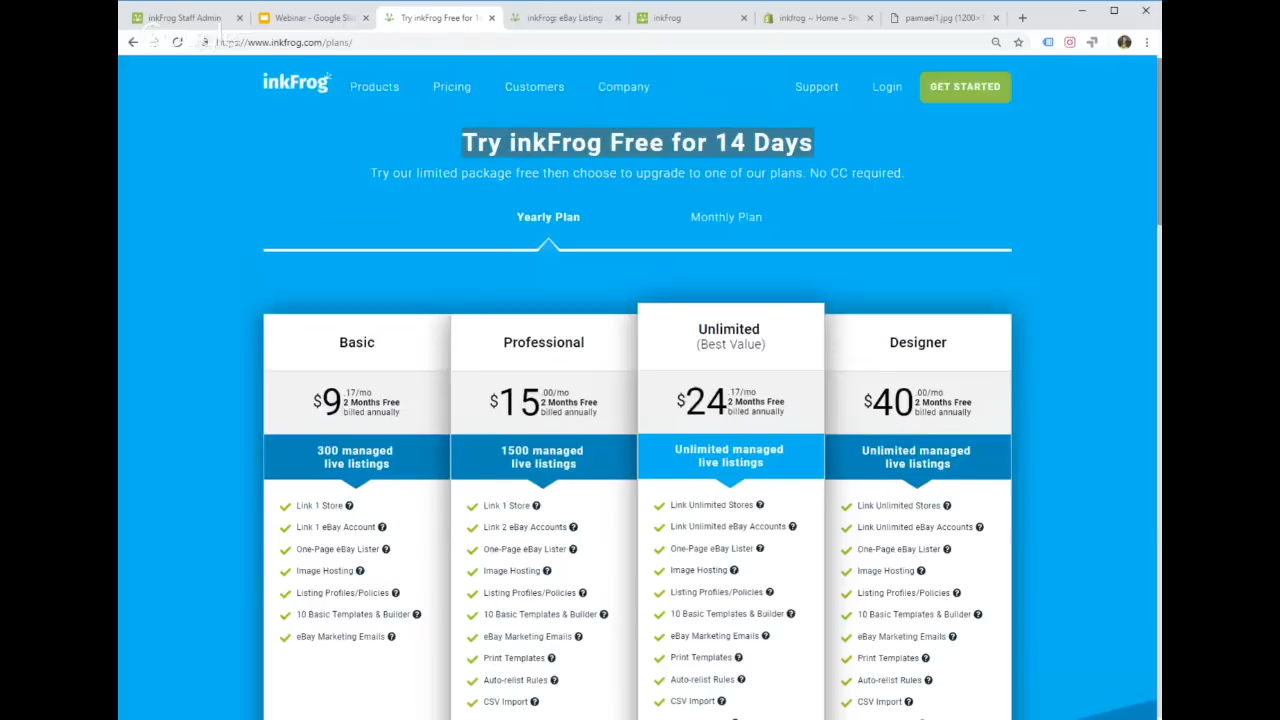 inkFrog Staff Admin
Webinar - Google Sli
Try inkFrog Free for 1
inkFrog: eBay Listing
inkFrog
inkfrog ~ Home ~ Sh
pamaei1.jpg (1200×
https://www.inkfrog.com/plans/
inkFrog
Products
Pricing
Customers
Company
Support
Login
GET STARTED
Try inkFrog Free for 14 Days
Try our limited package free then choose to upgrade to one of our plans. No CC required.
Yearly Plan
Monthly Plan
Basic
$9 .17/mo
2 Months Free
billed annually
300 managed
live listings
Link 1 Store
Link 1 eBay Account
One-Page eBay Lister
Image Hosting
Listing Profiles/Policies
10 Basic Templates & Builder
eBay Marketing Emails
Professional
$15 .00/mo
2 Months Free
billed annually
1500 managed
live listings
Link 1 Store
Link 2 eBay Accounts
One-Page eBay Lister
Image Hosting
Listing Profiles/Policies
10 Basic Templates & Builder
eBay Marketing Emails
Print Templates
Auto-relist Rules
CSV Import
Unlimited
(Best Value)
$24 .17/mo
2 Months Free
billed annually
Unlimited managed
live listings
Link Unlimited Stores
Link Unlimited eBay Accounts
One-Page eBay Lister
Image Hosting
Listing Profiles/Policies
10 Basic Templates & Builder
eBay Marketing Emails
Print Templates
Auto-relist Rules
CSV Import
Designer
$40 .00/mo
2 Months Free
billed annually
Unlimited managed
live listings
Link Unlimited Stores
Link Unlimited eBay Accounts
One-Page eBay Lister
Image Hosting
Listing Profiles/Policies
10 Basic Templates & Builder
eBay Marketing Emails
Print Templates
Auto-relist Rules
CSV Import